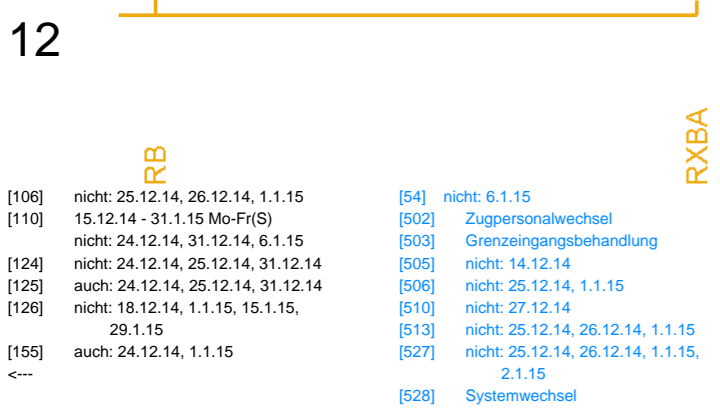 12
RB
RXBA
[106] nicht: 25.12.14, 26.12.14, 1.1.15
[110] 15.12.14 - 31.1.15 Mo-Fr(S)
nicht: 24.12.14, 31.12.14, 6.1.15
[124] nicht: 24.12.14, 25.12.14, 31.12.14
[125] auch: 24.12.14, 25.12.14, 31.12.14
[126] nicht: 18.12.14, 1.1.15, 15.1.15,
29.1.15
[155] auch: 24.12.14, 1.1.15
<---
[54] nicht: 6.1.15
[502] Zugpersonalwechsel
[503] Grenzeingangsbehandlung
[505] nicht: 14.12.14
[506] nicht: 25.12.14, 1.1.15
[510] nicht: 27.12.14
[513] nicht: 25.12.14, 26.12.14, 1.1.15
[527] nicht: 25.12.14, 26.12.14, 1.1.15,
2.1.15
[528] Systemwechsel